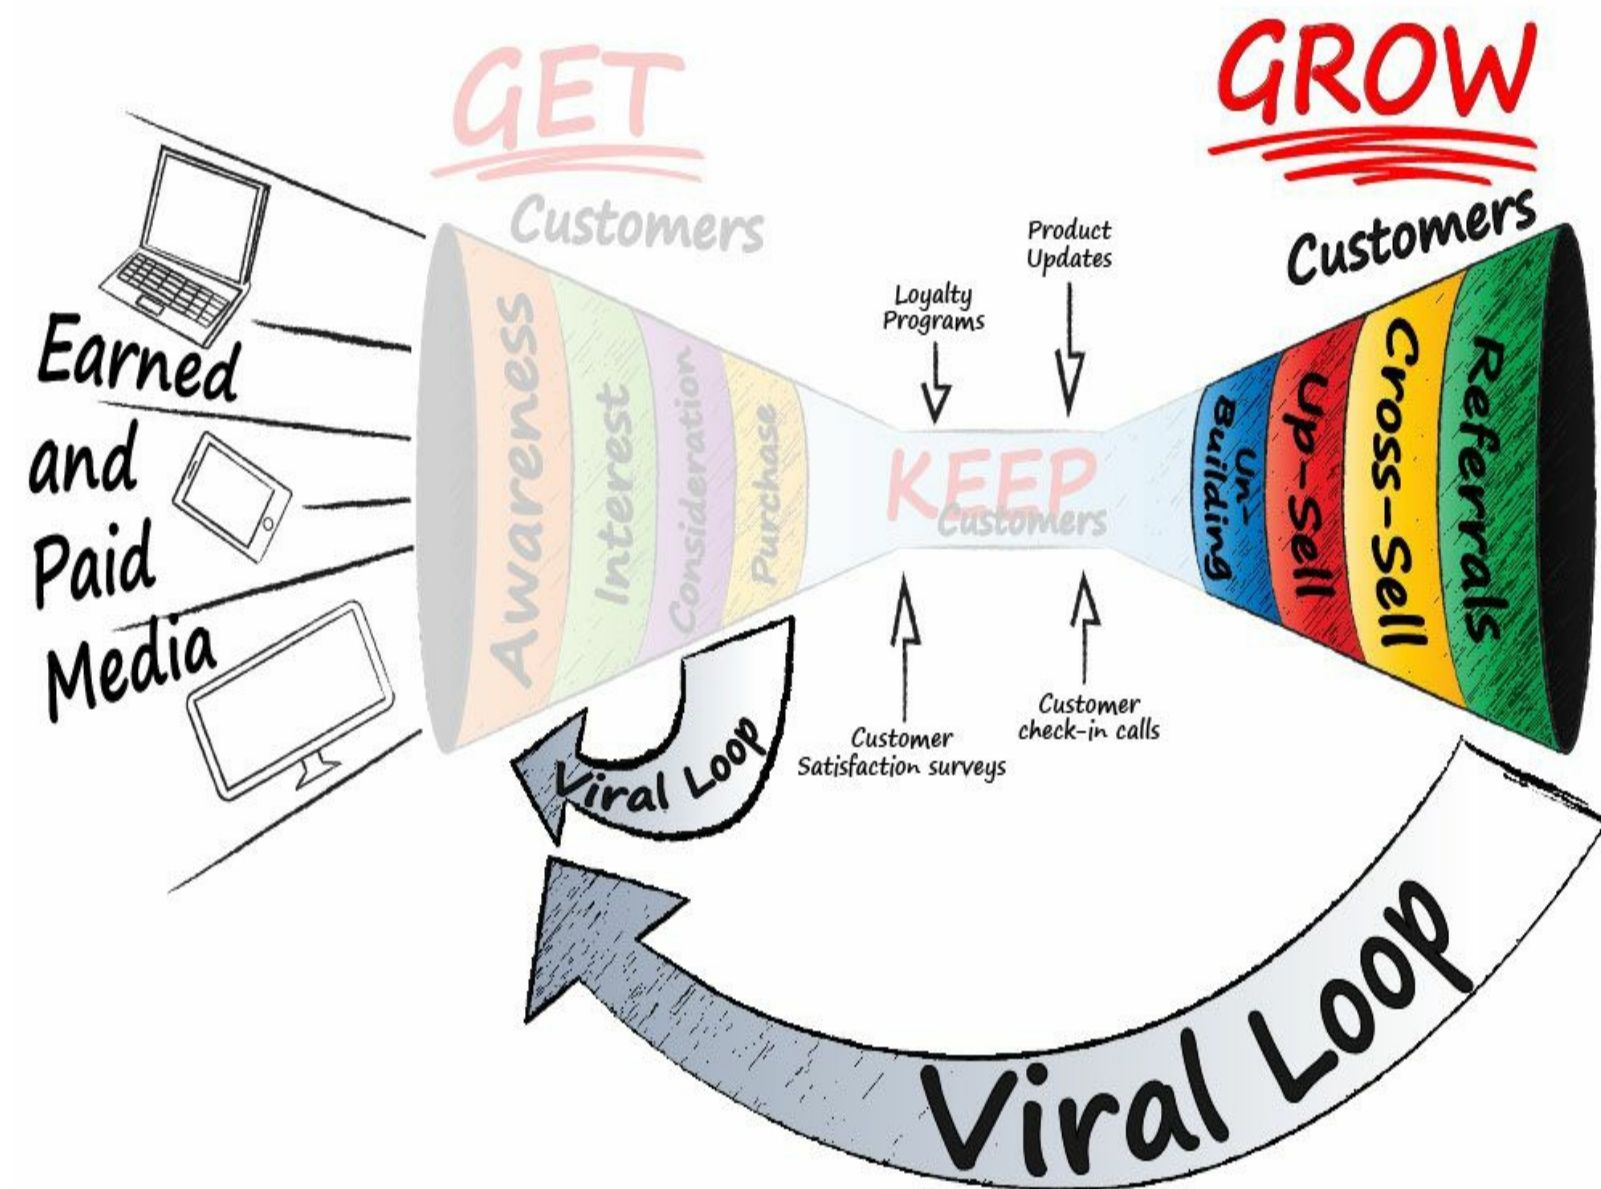 GET
Customers
GROW
Customers
Earned
and
Paid
Media
Awareness
Interest
Consideration
Purchase
Loyalty
Programs
Product
Updates
KEEP
Customers
Customer
Satisfaction surveys
Customer
check-in calls
Un-
Building
Up-Sell
Cross-Sell
Referrals
Viral Loop
Viral Loop